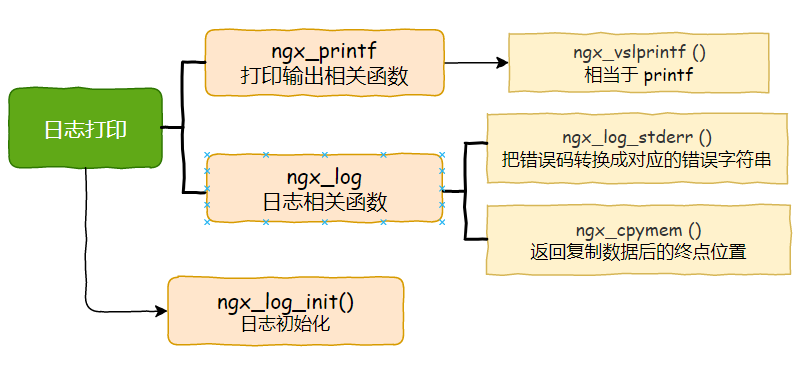 日志打印
ngx_printf
打印输出相关函数
ngx_vslprintf ()
相当于 printf
ngx_log
日志相关函数
ngx_log_stderr ()
把错误码转换成对应的错误字符串
ngx_cpymem ()
返回复制数据后的终点位置
ngx_log_init()
日志初始化